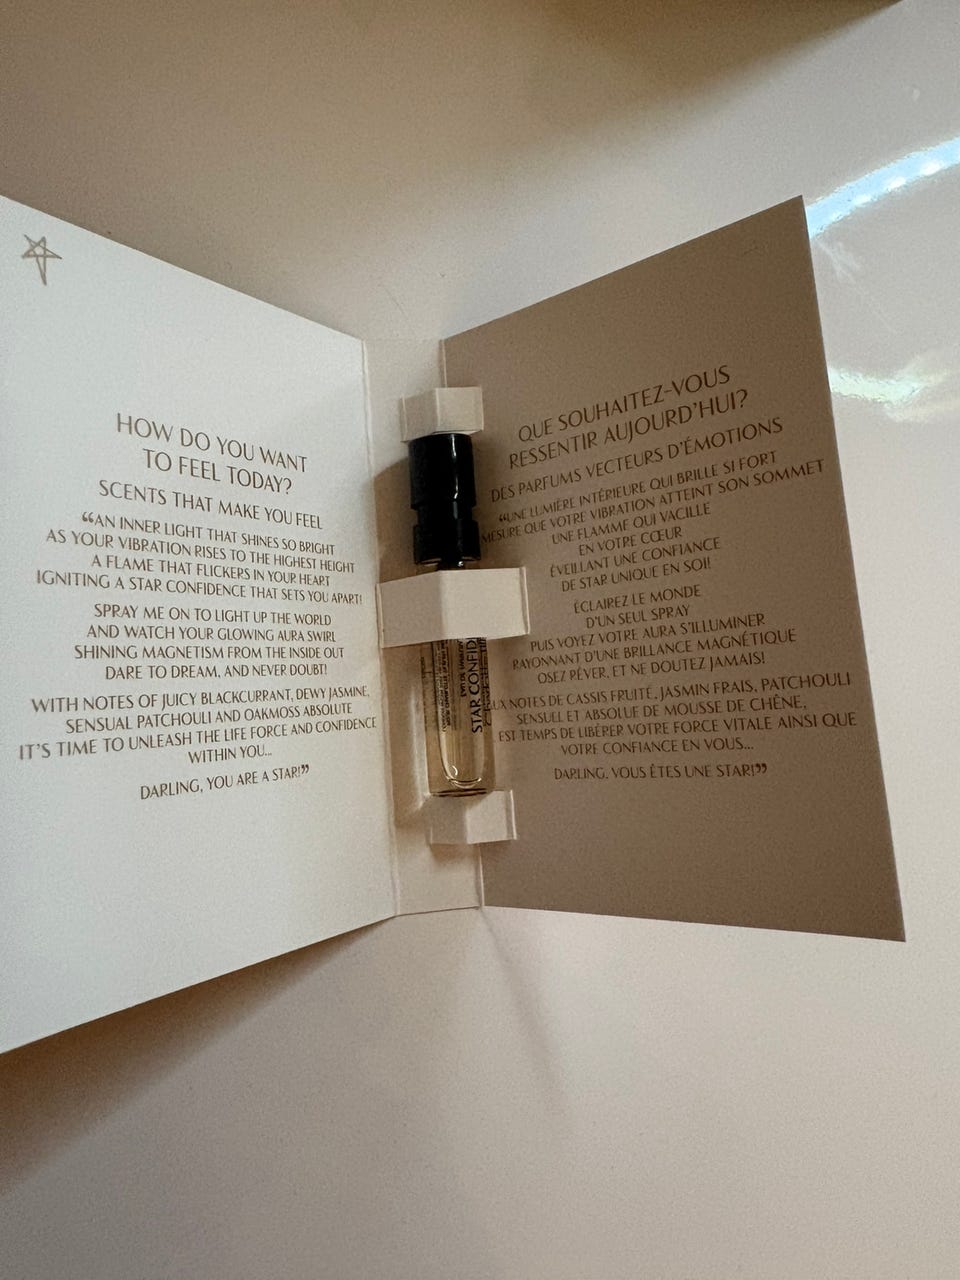 HOW DO YOU WANT
TO FEEL TODAY?
SCENTS THAT MAKE YOU FEEL
“AN INNER LIGHT THAT SHINES SO BRIGHT
AS YOUR VIBRATION RISES TO THE HIGHEST HEIGHT
A FLAME THAT FLICKERS IN YOUR HEART
IGNITING A STAR CONFIDENCE THAT SETS YOU APART!
SPRAY ME ON TO LIGHT UP THE WORLD
AND WATCH YOUR GLOWING AURA SWIRL
SHINING MAGNETISM FROM THE INSIDE OUT
DARE TO DREAM, AND NEVER DOUBT!
WITH NOTES OF JUICY BLACKCURRANT, DEWY JASMINE,
SENSUAL PATCHOULI AND OAKMOSS ABSOLUTE
IT'S TIME TO UNLEASH THE LIFE FORCE AND CONFIDENCE
WITHIN YOU...
DARLING, YOU ARE A STAR!”
STAR
QUE SOUHAITEZ-VOUS
RESSENTIR AUJOURD'HUI?
DES PARFUMS VECTEURS D'ÉMOTIONS
“UNE LUMIÈRE INTÉRIEURE QUI BRILLE SI FORT
MESURE QUE VOTRE VIBRATION ATTEINT SON SOMMET
UNE FLAMME QUI VACILLE
EN VOTRE CŒUR
ÉVEILLANT UNE CONFIANCE
DE STAR UNIQUE EN SOI!
ÉCLAIREZ LE MONDE
D'UN SEUL SPRAY
PUIS VOYEZ VOTRE AURA S'ILLUMINER
RAYONNANT D'UNE BRILLANCE MAGNÉTIQUE
OSEZ RÊVER, ET NE DOUTEZ JAMAIS!
NOTES DE CASSIS FRUITÉ, JASMIN FRAIS, PATCHOULI
SENSULL ET ABSOLUE DE MOUSSE DE CHÊNE,
EST TEMPS DE LIBÉRER VOTRE FORCE VITALE AINSI QUE
VOTRE CONFIANCE EN VOUS...
DARLING, VOUS ÊTES UNE STAR!”